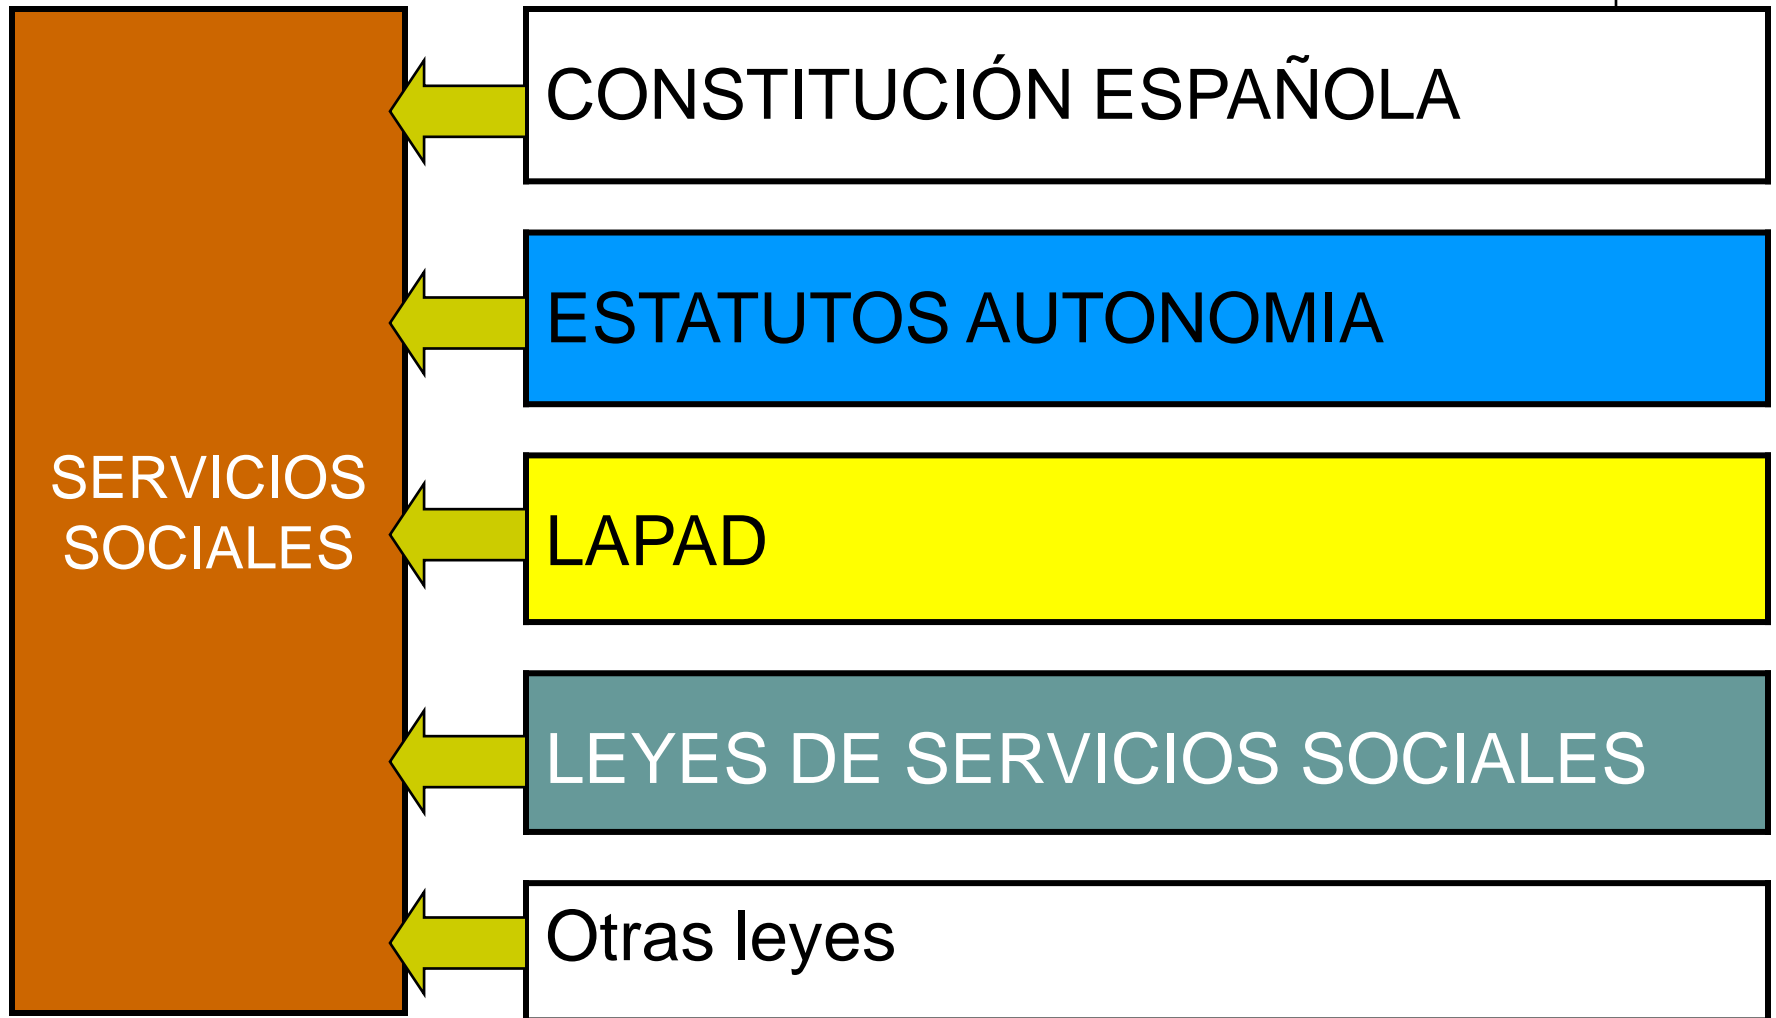 CONSTITUCIÓN ESPAÑOLA
ESTATUTOS AUTONOMIA
SERVICIOS
SOCIALES
LAPAD
LEYES DE SERVICIOS SOCIALES
Otras leyes